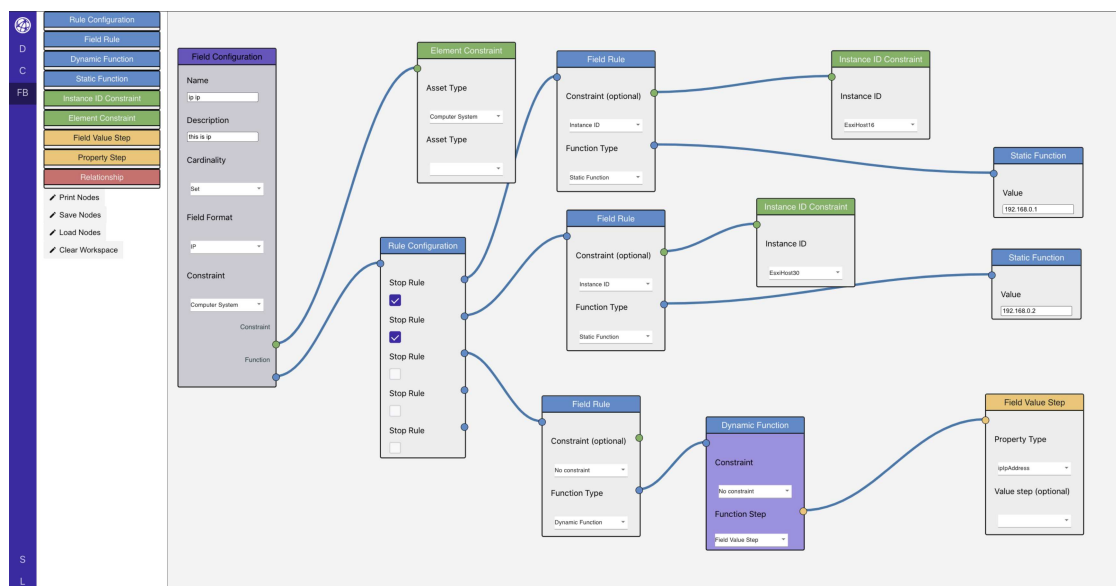 D
C
FB
S
L
Rule Configuration
Field Rule
Dynamic Function
Static Function
Instance ID Constraint
Element Constraint
Field Value Step
Property Step
Relationship
Print Nodes
Save Nodes
Load Nodes
Clear Workspace
Field Configuration
Name
ip ip
Description
this is ip
Cardinality
Set
Field Format
IP
Constraint
Computer System
Constraint
Function
Element Constraint
Asset Type
Computer System
Asset Type
Rule Configuration
Stop Rule
Stop Rule
Stop Rule
Stop Rule
Stop Rule
Field Rule
Constraint (optional)
Instance ID
Function Type
Static Function
Instance ID Constraint
Instance ID
EsxiHost16
Static Function
Value
192.168.0.1
Field Rule
Constraint (optional)
Instance ID
Function Type
Static Function
Instance ID Constraint
Instance ID
EsxiHost30
Static Function
Value
192.168.0.2
Field Rule
Constraint (optional)
No constraint
Function Type
Dynamic Function
Dynamic Function
Constraint
No constraint
Function Step
Field Value Step
Field Value Step
Property Type
ipIpAddress
Value step (optional)